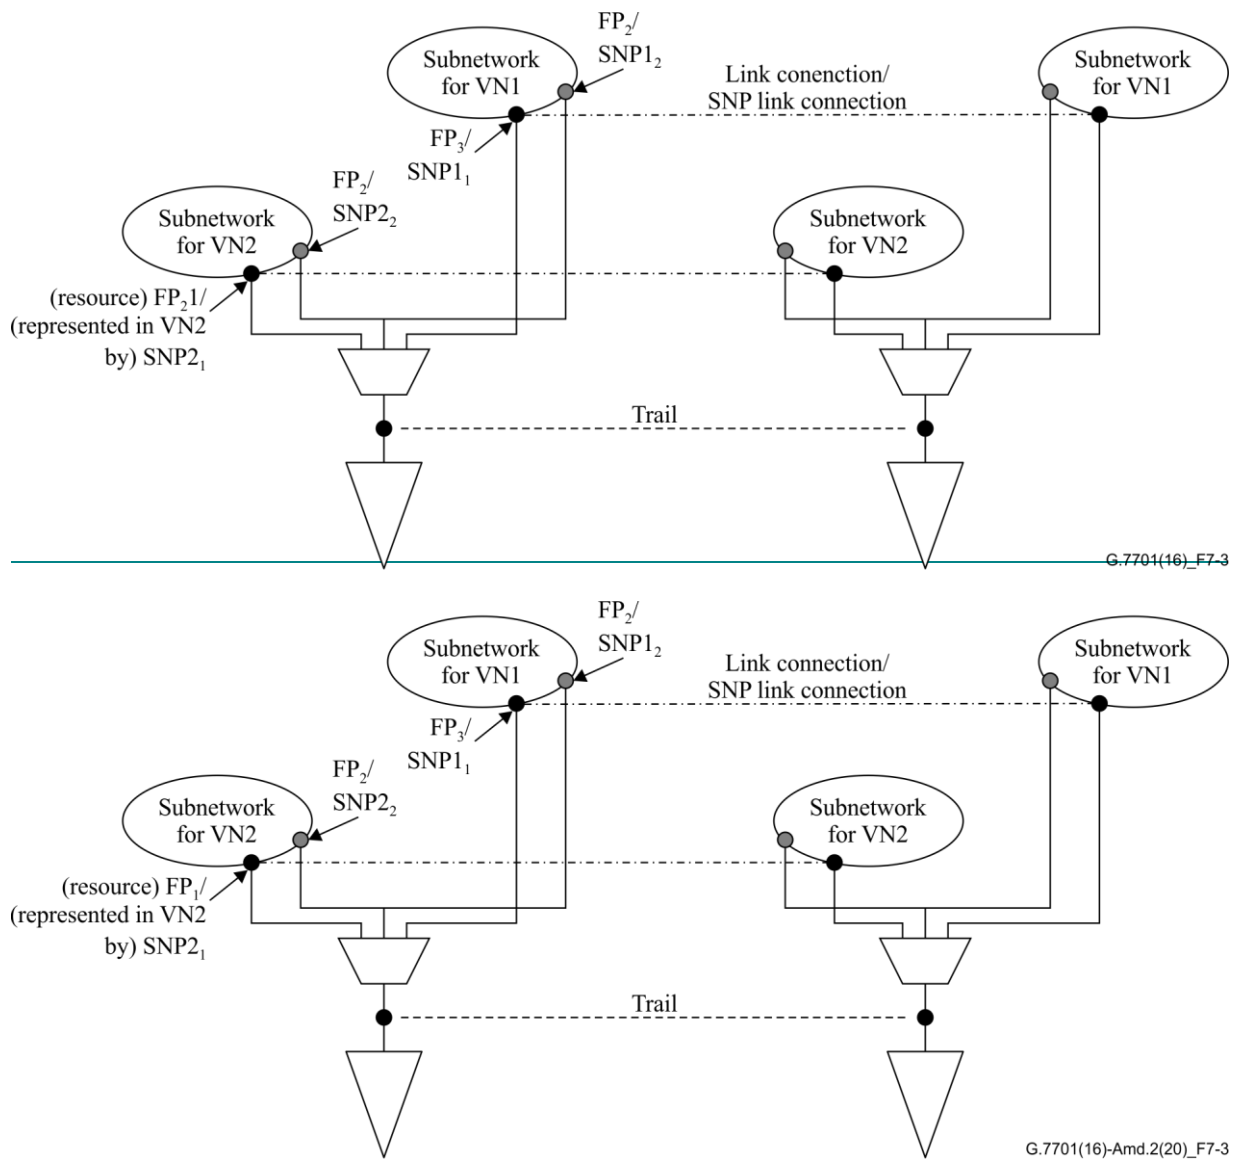 FP₂/
SNP1₂
Subnetwork
for VN1
Link conenction/
SNP link connection
Subnetwork
for VN1
FP₃/
SNP1₁
FP₂/
SNP2₂
Subnetwork
for VN2
Subnetwork
for VN2
(resource) FP₂1/
(represented in VN2
by) SNP2₁
Trail
G.7701(16)_F7-3
FP₂/
SNP1₂
Subnetwork
for VN1
Link connection/
SNP link connection
Subnetwork
for VN1
FP₃/
SNP1₁
FP₂/
SNP2₂
Subnetwork
for VN2
Subnetwork
for VN2
(resource) FP₁/
(represented in VN2
by) SNP2₁
Trail
G.7701(16)-Amd.2(20)_F7-3